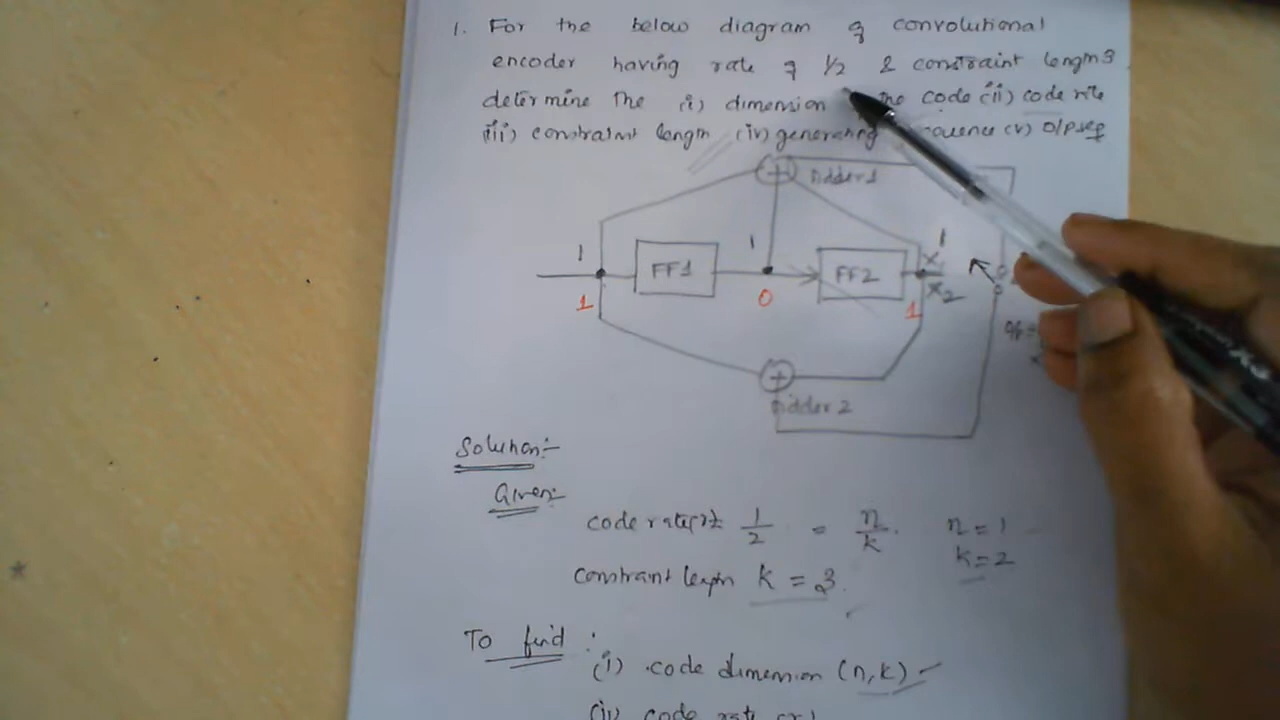 1. For the below diagram of convolutional
encoder having rate of 1/2 & constraint length 3
determine the (i) dimension the code (ii) code rate
(iii) constraint length (iv) generating (v) O/P seq
+ Adder 1
1 1 1
FF1 FF2 X1
X2
1 0 1
+
Adder 2
Solution:-
Given:-
code rate(r): 1/2 = n/k. n = 1
k = 2
constraint length k = 3.
To find :
(i) code dimension (n, k)
(ii) code rate (r)